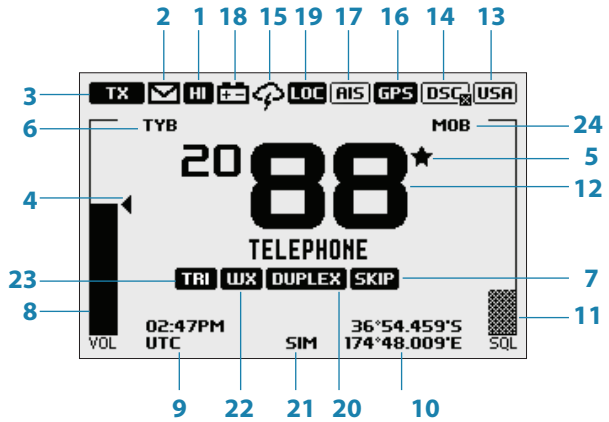 2 1 18 15 19 17 16 14 13
3 TX HI LOC AIS GPS DSC USA
6 TYB MOB 24
5
20 88 12
4
TELEPHONE
23 TRI WX DUPLEX SKIP 7
8 11
02:47PM 36°54.459'S
VOL UTC SIM 174°48.009'E SQL
9 22 21 20 10